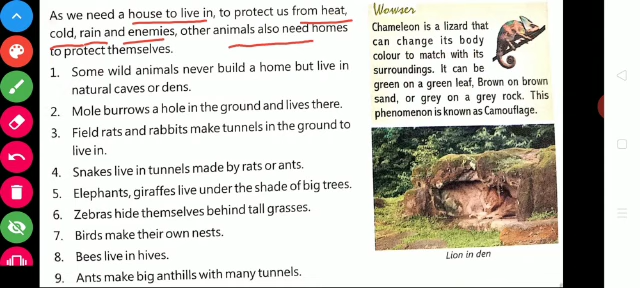 As we need a house to live in, to protect us from heat,
cold, rain and enemies, other animals also need homes
to protect themselves.
1. Some wild animals never build a home but live in
natural caves or dens.
2. Mole burrows a hole in the ground and lives there.
3. Field rats and rabbits make tunnels in the ground to
live in.
4. Snakes live in tunnels made by rats or ants.
5. Elephants, giraffes live under the shade of big trees.
6. Zebras hide themselves behind tall grasses.
7. Birds make their own nests.
8. Bees live in hives.
9. Ants make big anthills with many tunnels.
Wowser
Chameleon is a lizard that
can change its body
colour to match with its
surroundings. It can be
green on a green leaf, Brown on brown
sand, or grey on a grey rock. This
phenomenon is known as Camouflage.
Lion in den